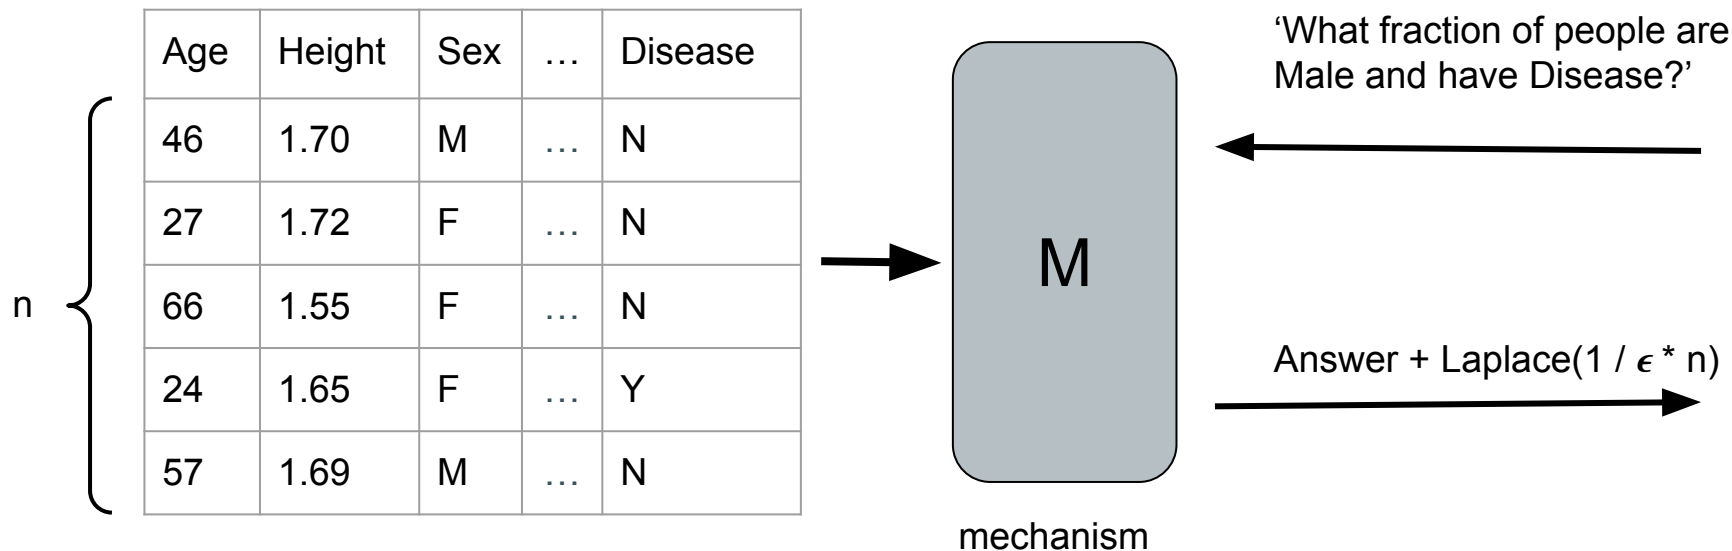 Age Height Sex … Disease
46 1.70 M … N
27 1.72 F … N
66 1.55 F … N
24 1.65 F … Y
57 1.69 M … N
n
M
mechanism
‘What fraction of people are
Male and have Disease?’
Answer + Laplace(1 / ϵ * n)